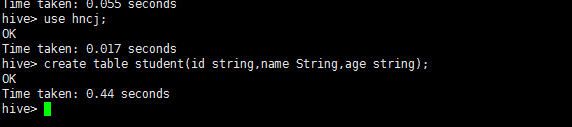 Time taken: 0.055 seconds
hive> use hncj;
OK
Time taken: 0.017 seconds
hive> create table student(id string,name String,age string);
OK
Time taken: 0.44 seconds
hive>